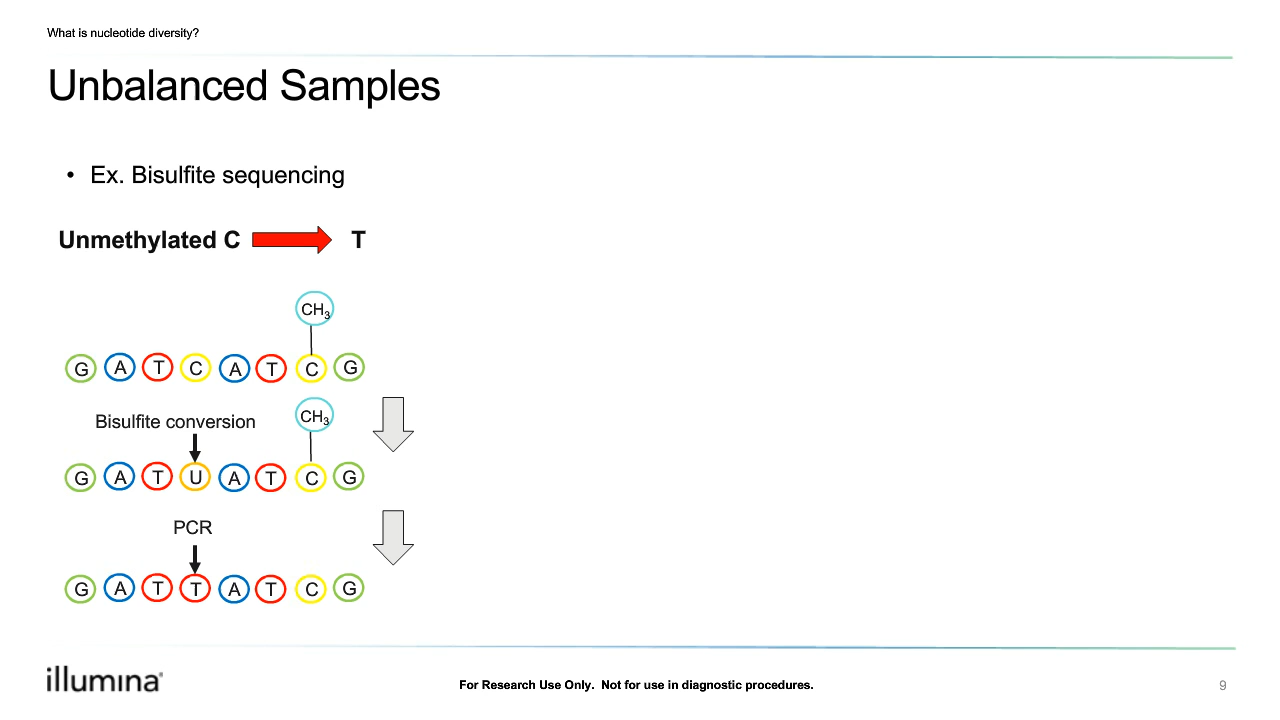 What is nucleotide diversity?
Unbalanced Samples
• Ex. Bisulfite sequencing
Unmethylated C T
CH3
G A T C A T C G
Bisulfite conversion CH3
G A T U A T C G
PCR
G A T T A T C G
illumina®
For Research Use Only. Not for use in diagnostic procedures.
9